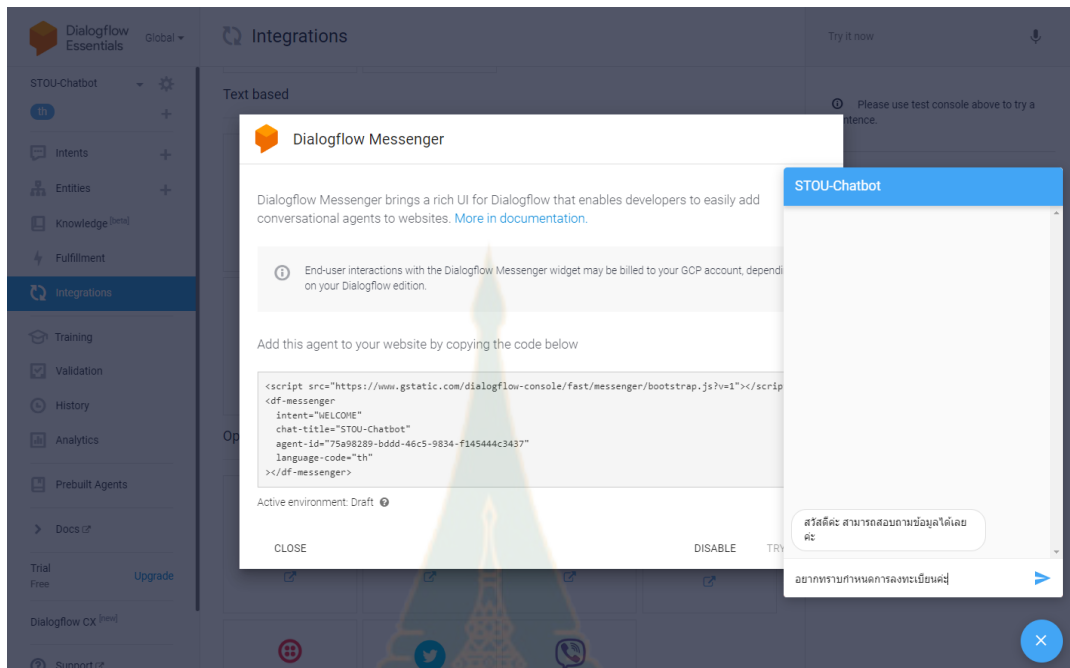 Dialogflow
Essentials
Global
Integrations
Try it now
STOU-Chatbot
th
Text based
Please use test console above to try a
ntence.
Dialogflow Messenger
Intents
Entities
Knowledge [beta]
Fulfillment
Integrations
Training
Validation
History
Analytics
Prebuilt Agents
Docs
Trial
Free
Upgrade
Dialogflow CX [new]
Support
Dialogflow Messenger brings a rich UI for Dialogflow that enables developers to easily add
conversational agents to websites. More in documentation.
End-user interactions with the Dialogflow Messenger widget may be billed to your GCP account, dependi
on your Dialogflow edition.
Add this agent to your website by copying the code below
<script src="https://www.gstatic.com/dialogflow-console/fast/messenger/bootstrap.js?v=1"></scrip
<df-messenger
intent="WELCOME"
chat-title="STOU-Chatbot"
agent-id="75a98289-bddd-46c5-9834-f145444c3437"
language-code="th"
></df-messenger>
Op
Active environment: Draft
CLOSE
DISABLE
TRY
STOU-Chatbot
สวัสดีค่ะ สามารถสอบถามข้อมูลได้เลย
ค่ะ
อยากทราบกำหนดการลงทะเบียนค่ะ